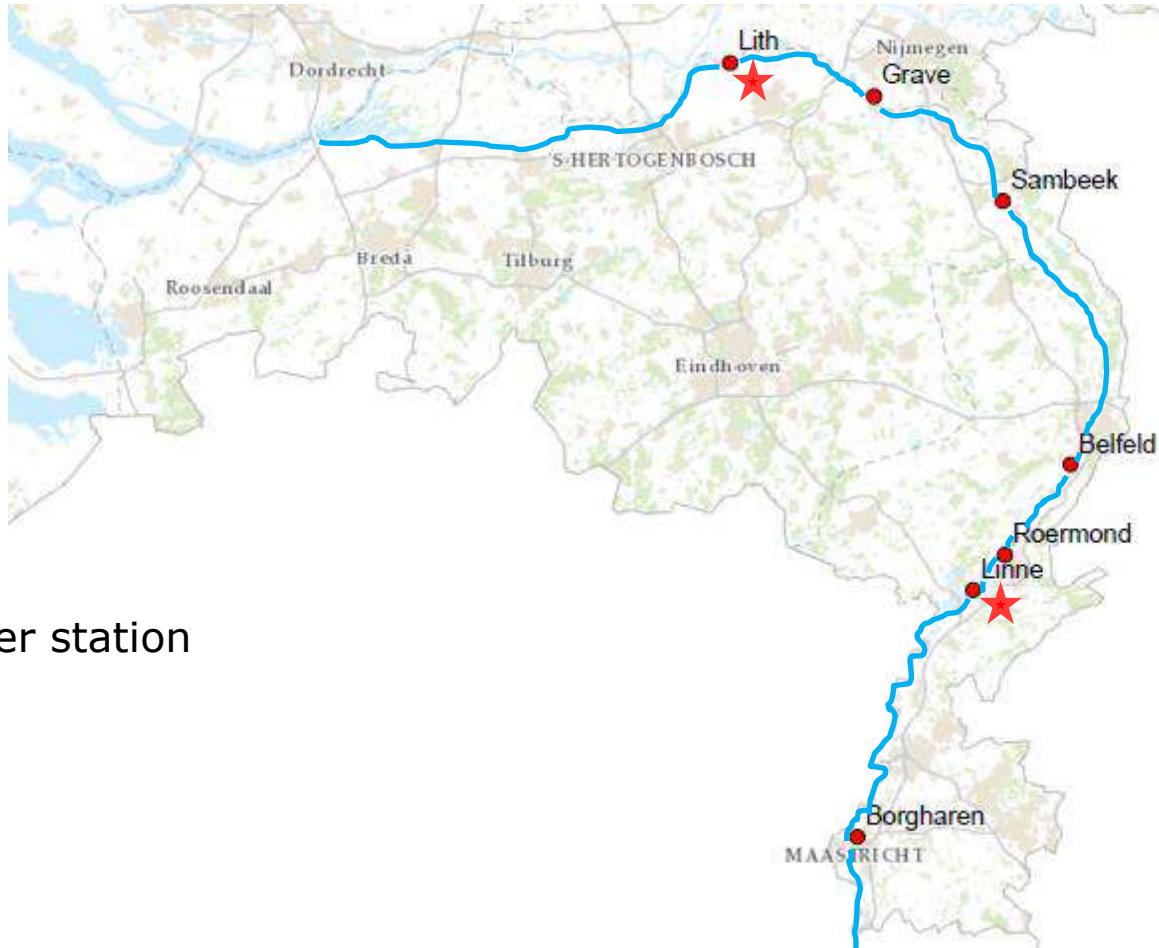 Lith
Nijmegen
Dordrecht
Grave
'S-HERTOGENBOSCH
Sambeek
Breda
Tilburg
Roosendaal
Eindhoven
Belfeld
Roermond
Linne
er station
Borgharen
MAASTRICHT